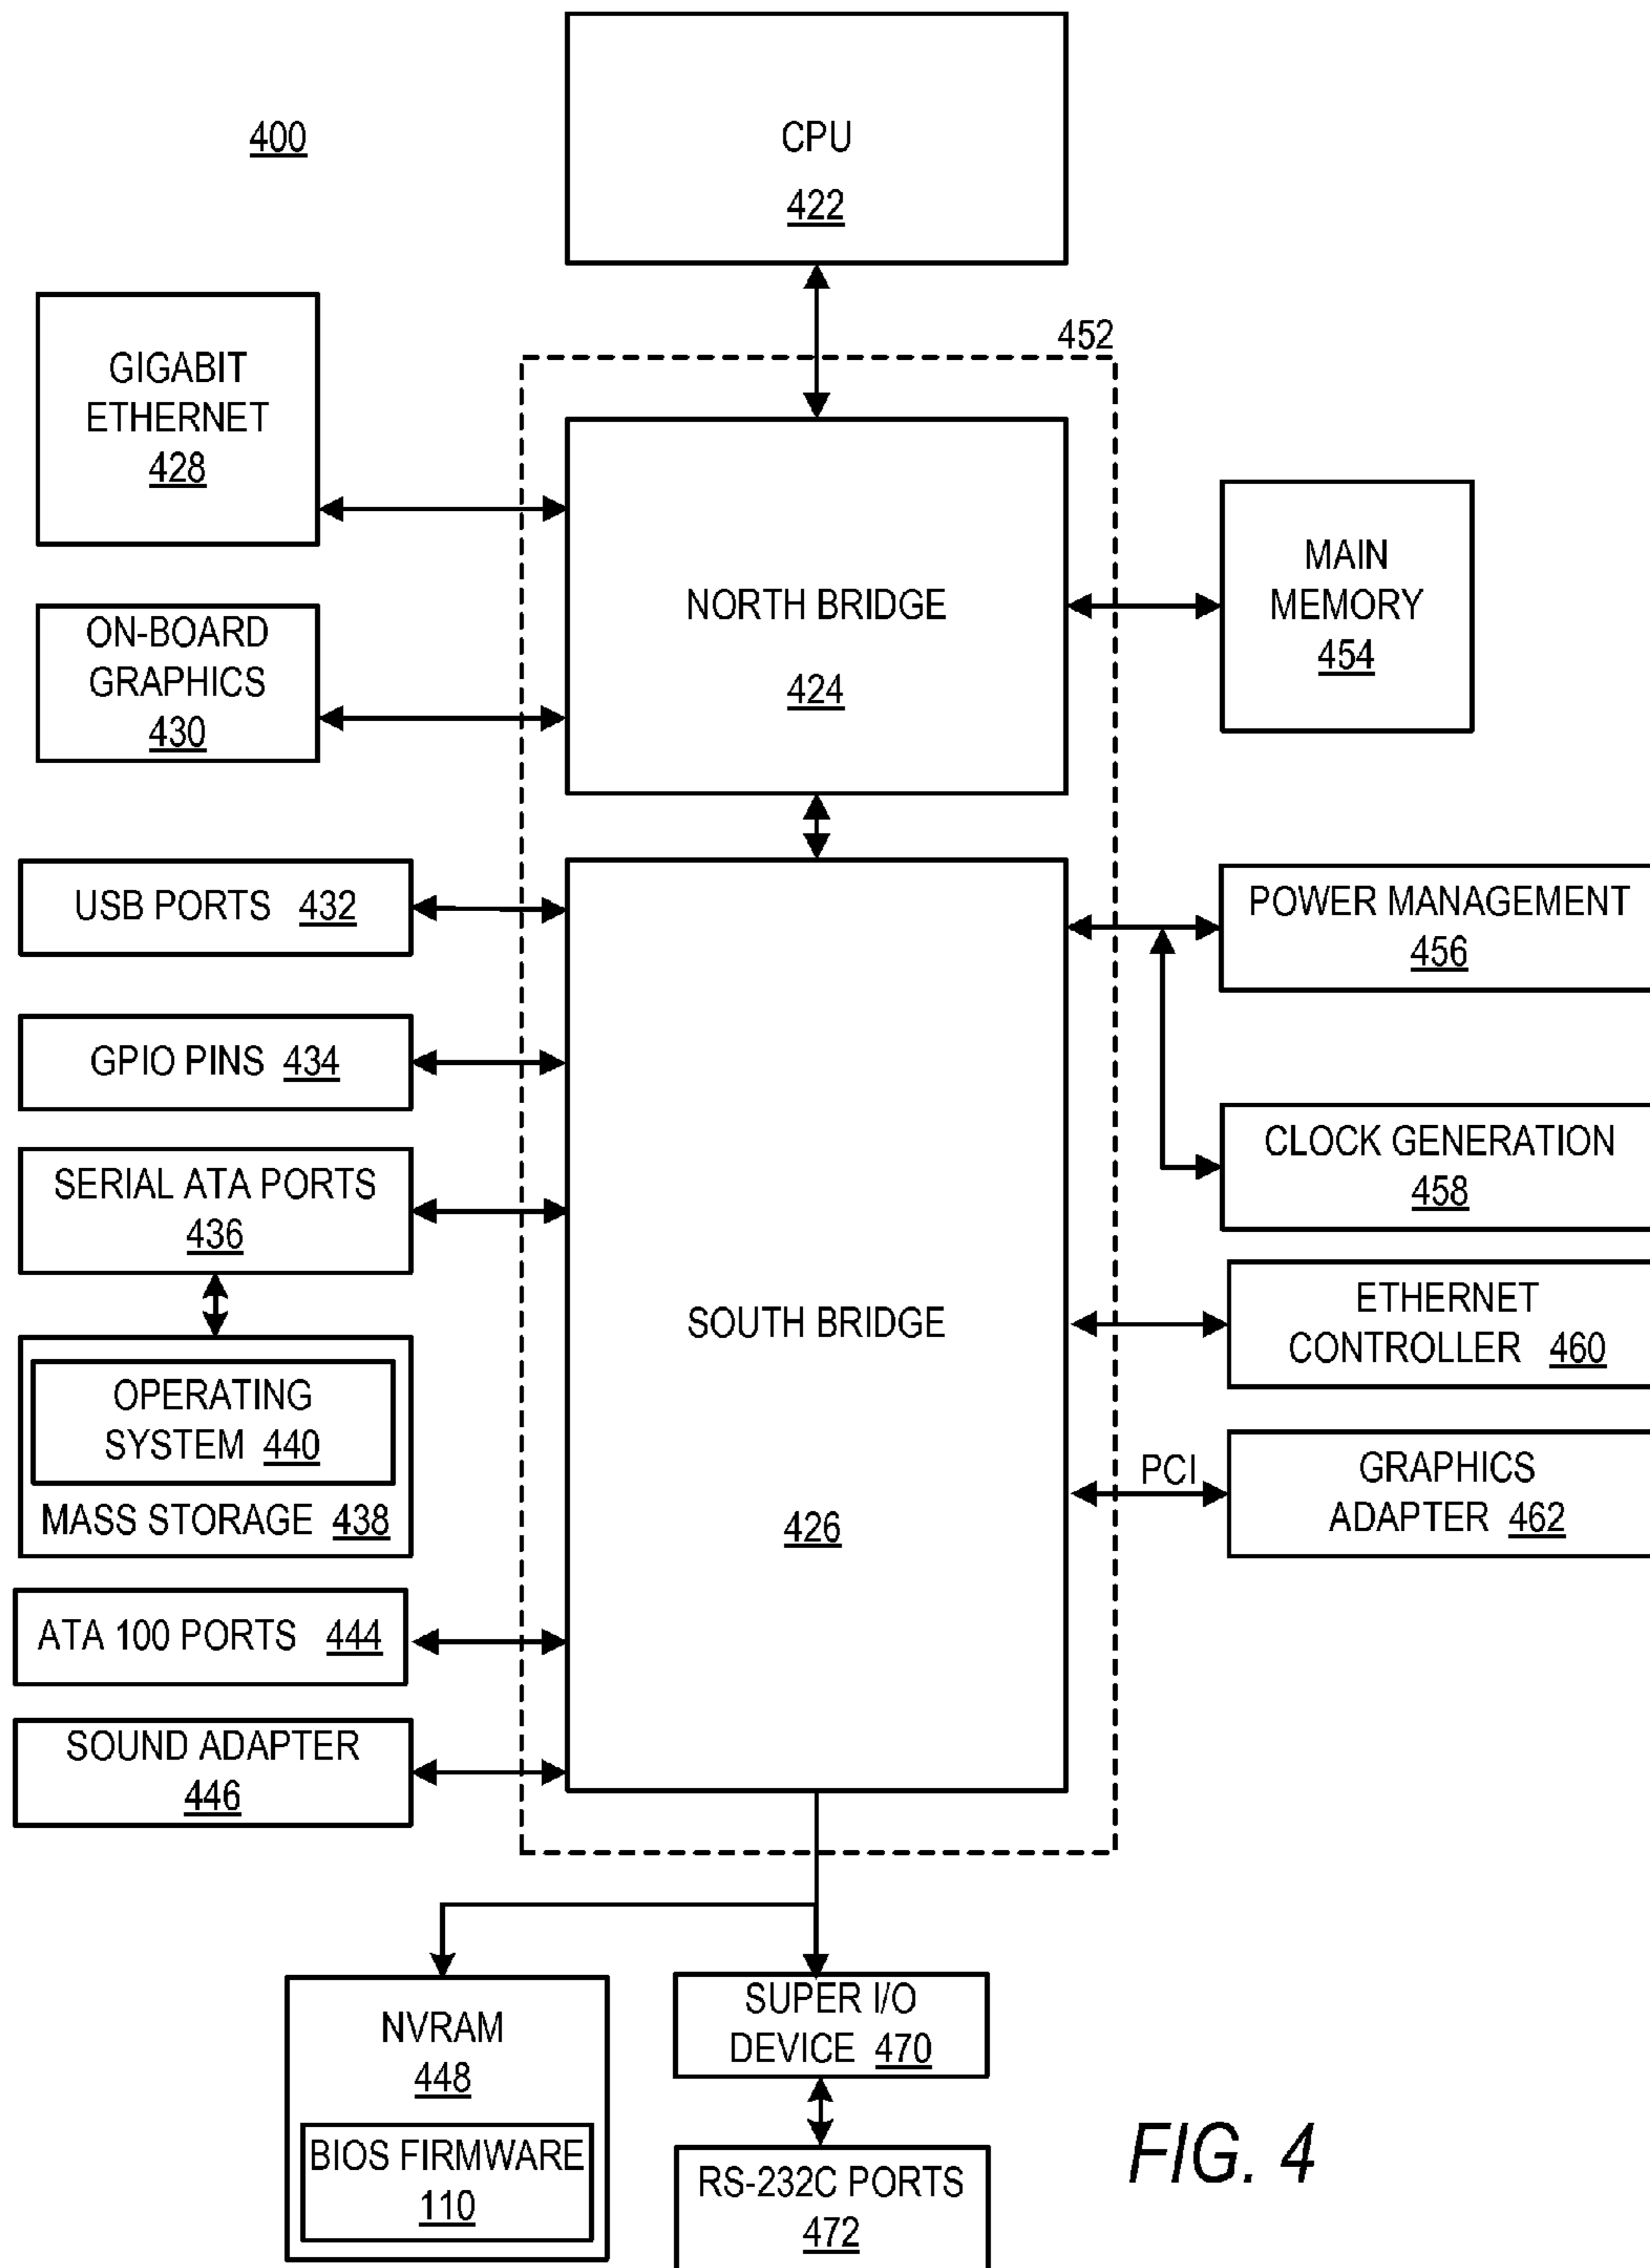 400
CPU
422
452
GIGABIT
ETHERNET
428
ON-BOARD
GRAPHICS
430
NORTH BRIDGE
424
MAIN
MEMORY
454
USB PORTS 432
GPIO PINS 434
SERIAL ATA PORTS
436
OPERATING
SYSTEM 440
MASS STORAGE 438
ATA 100 PORTS 444
SOUND ADAPTER
446
SOUTH BRIDGE
426
POWER MANAGEMENT
456
CLOCK GENERATION
458
ETHERNET
CONTROLLER 460
PCI
GRAPHICS
ADAPTER 462
NVRAM
448
BIOS FIRMWARE
110
SUPER I/O
DEVICE 470
RS-232C PORTS
472
FIG. 4